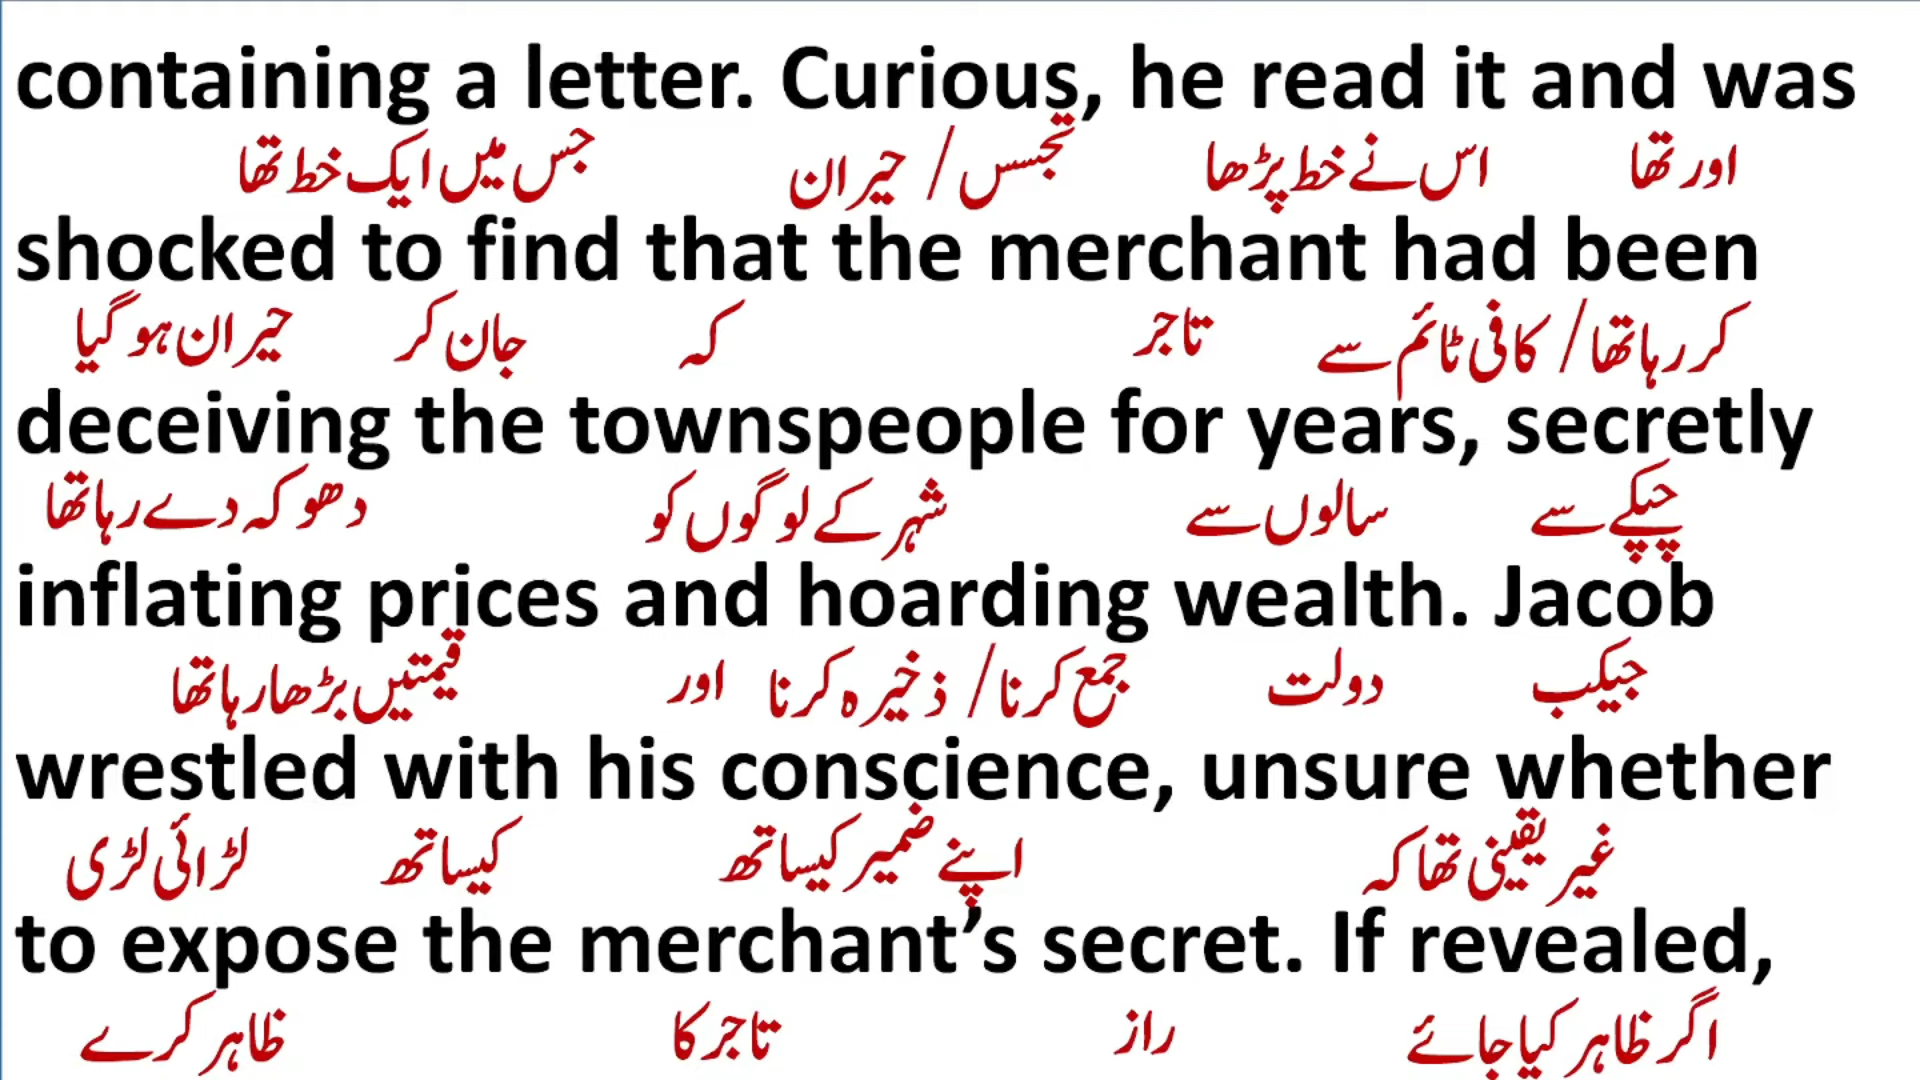 containing a letter. Curious, he read it and was
جس میں ایک خط تھا تجسس / حیران اس نے خط پڑھا اور تھا
shocked to find that the merchant had been
حیران ہو گیا جان کر کہ تاجر کر رہا تھا / کافی ٹائم سے
deceiving the townspeople for years, secretly
دھوکہ دے رہا تھا شہر کے لوگوں کو سالوں سے چپکے سے
inflating prices and hoarding wealth. Jacob
قیمتیں بڑھا رہا تھا اور جمع کرنا / ذخیرہ کرنا دولت جیکب
wrestled with his conscience, unsure whether
لڑائی لڑی کیساتھ اپنے ضمیر کیساتھ غیر یقینی تھا کہ
to expose the merchant’s secret. If revealed,
ظاہر کرے تاجر کا راز اگر ظاہر کیا جائے